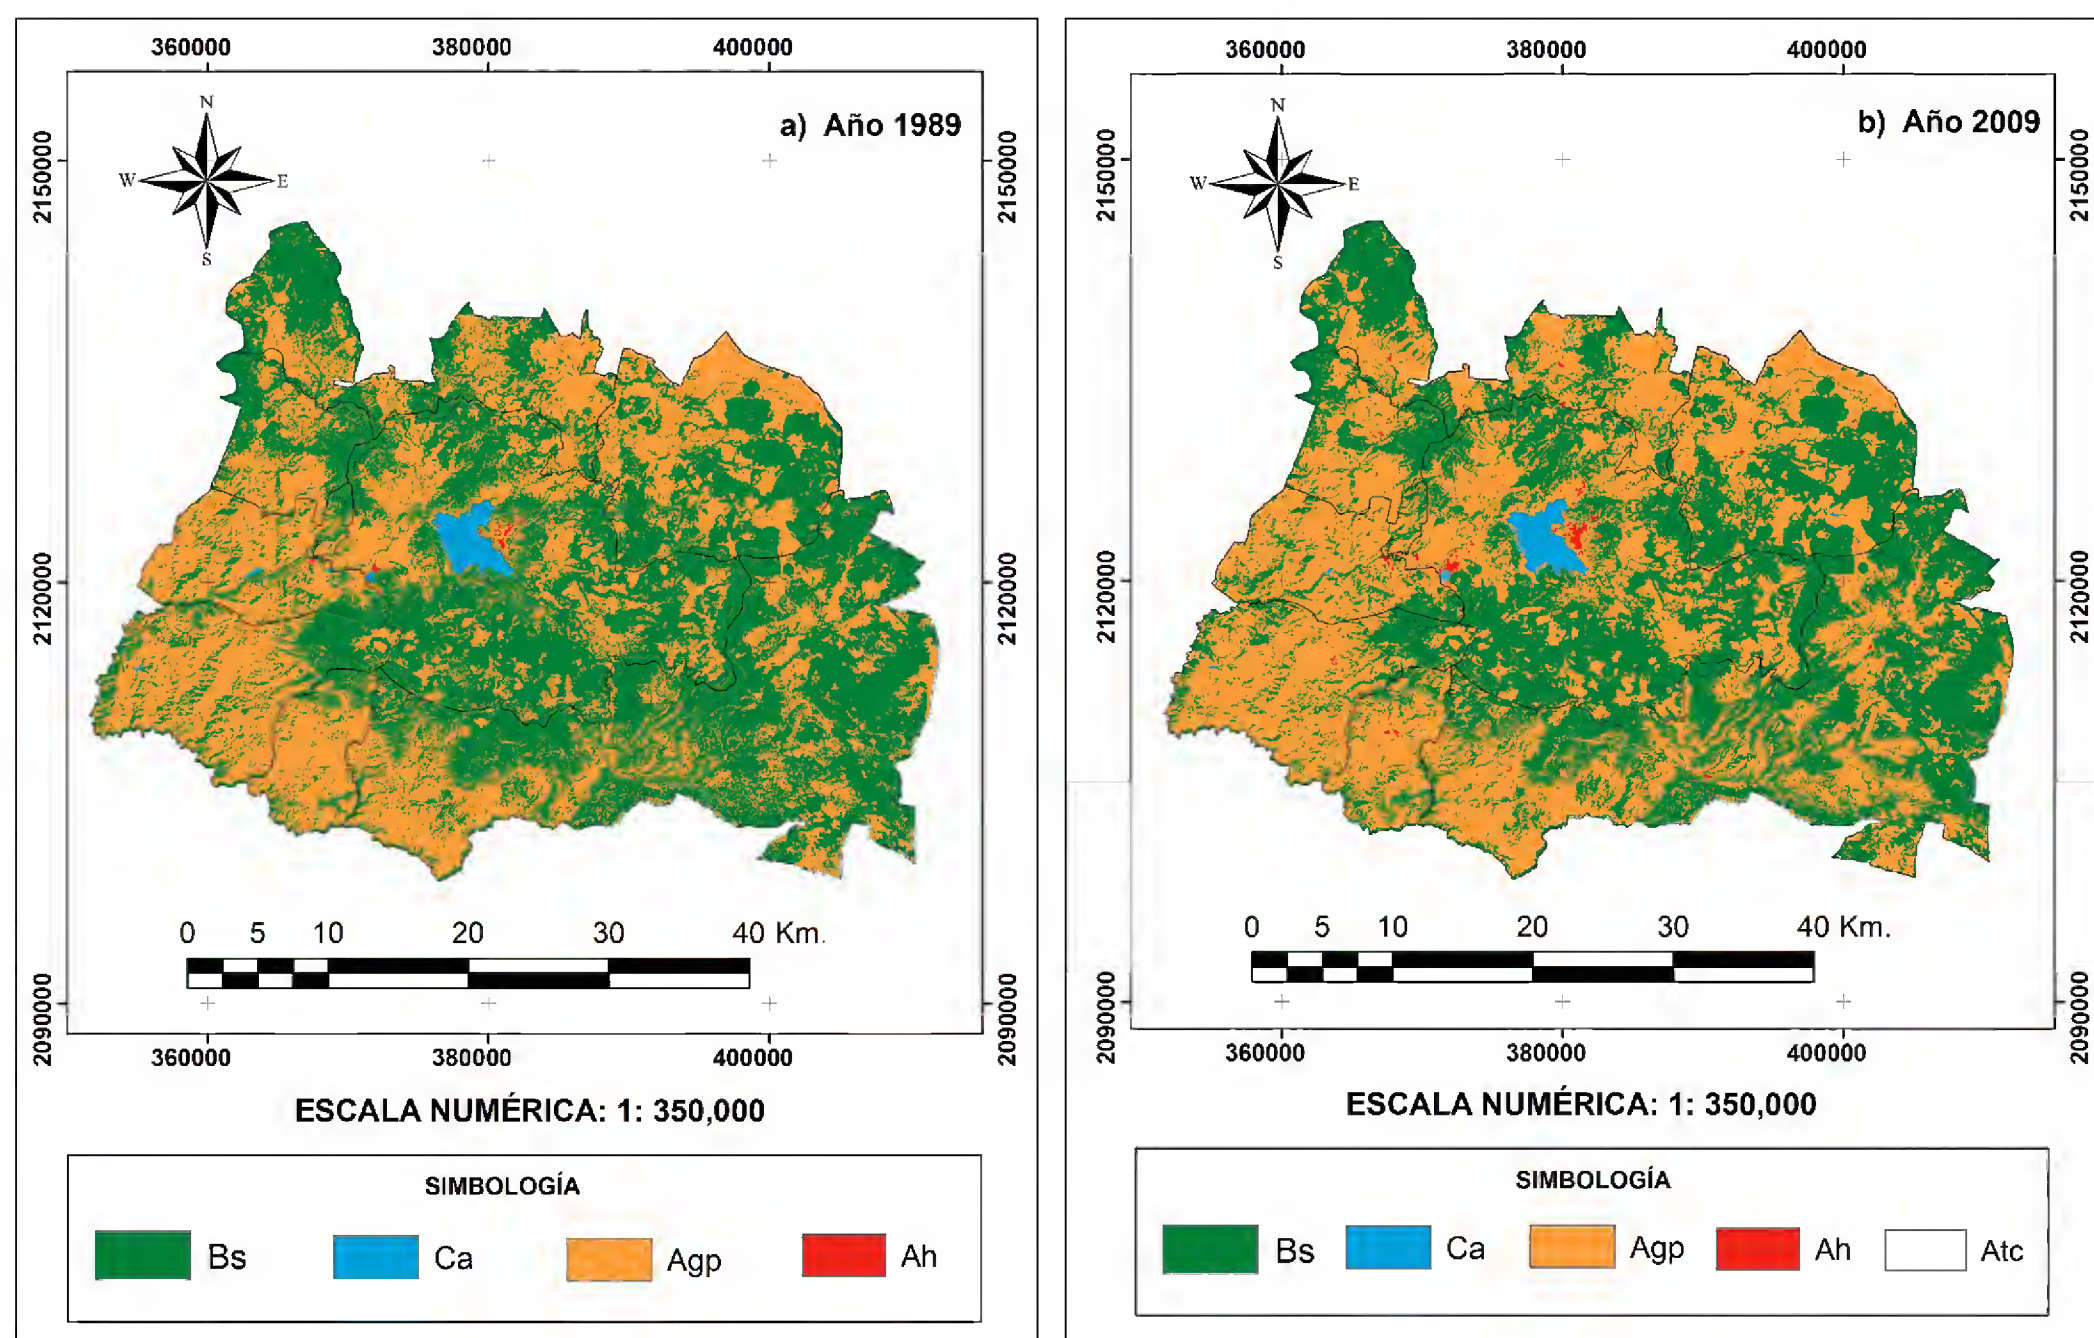 360000 380000 400000
N
W E
S
a) Año 1989
2150000 2150000
2120000 2120000
2090000 2090000
0 5 10 20 30 40 Km.
360000 380000 400000
ESCALA NUMÉRICA: 1: 350,000
SIMBOLOGÍA
Bs Ca Agp Ah
360000 380000 400000
N
W E
S
b) Año 2009
2150000 2150000
2120000 2120000
2090000 2090000
0 5 10 20 30 40 Km.
360000 380000 400000
ESCALA NUMÉRICA: 1: 350,000
SIMBOLOGÍA
Bs Ca Agp Ah Atc